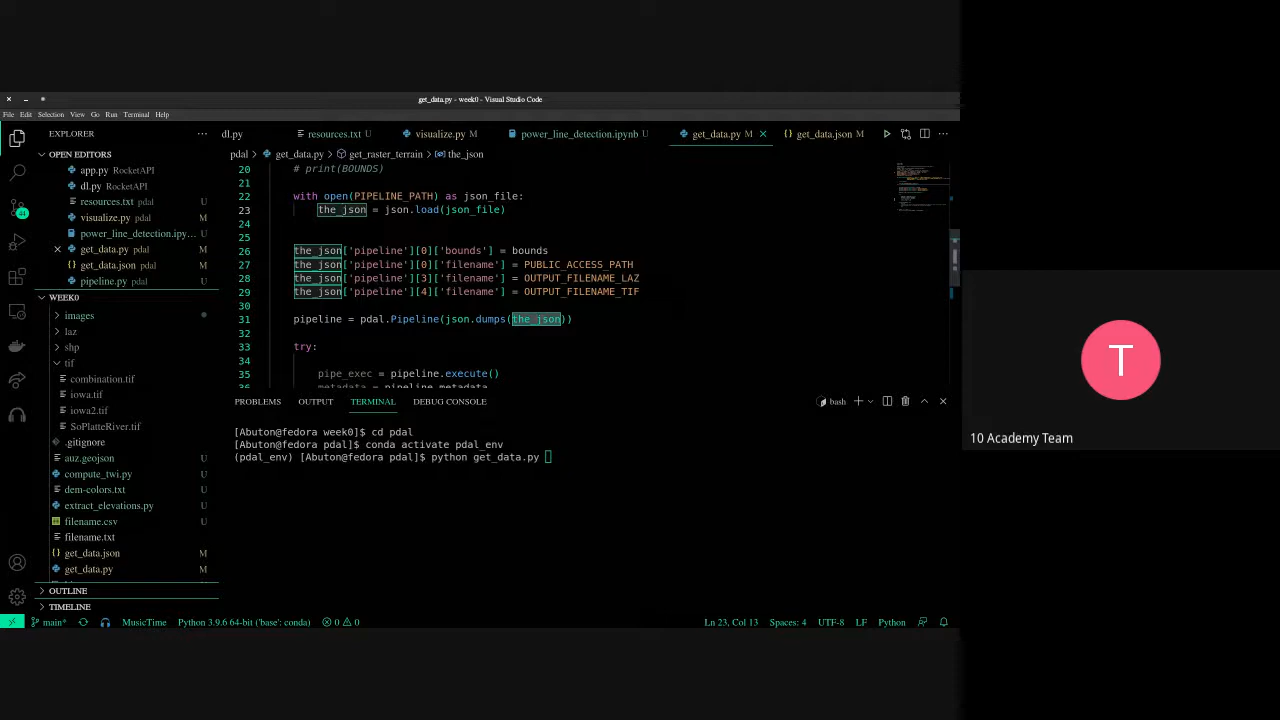 get_data.py - week0 - Visual Studio Code
File Edit Selection View Go Run Terminal Help
EXPLORER
OPEN EDITORS
app.py RocketAPI
dl.py RocketAPI
resources.txt pdal U
visualize.py pdal M
power_line_detection.ipy... U
get_data.py pdal M
get_data.json pdal M
pipeline.py pdal U
WEEK0
images
laz
shp
tif
combination.tif
iowa.tif
iowa2.tif
SoPlatteRiver.tif
.gitignore
auz.geojson U
compute_twi.py U
dem-colors.txt U
extract_elevations.py U
filename.csv U
filename.txt
get_data.json M
get_data.py M
OUTLINE
TIMELINE
dl.py resources.txt U visualize.py M power_line_detection.ipynb U get_data.py M get_data.json M
pdal > get_data.py > get_raster_terrain > the_json
20 # print(BOUNDS)
21
22 with open(PIPELINE_PATH) as json_file:
23 the_json = json.load(json_file)
24
25
26 the_json['pipeline'][0]['bounds'] = bounds
27 the_json['pipeline'][0]['filename'] = PUBLIC_ACCESS_PATH
28 the_json['pipeline'][3]['filename'] = OUTPUT_FILENAME_LAZ
29 the_json['pipeline'][4]['filename'] = OUTPUT_FILENAME_TIF
30
31 pipeline = pdal.Pipeline(json.dumps(the_json))
32
33 try:
34
35 pipe_exec = pipeline.execute()
36 metadata = pipeline.metadata
PROBLEMS OUTPUT TERMINAL DEBUG CONSOLE
bash
[Abuton@fedora week0]$ cd pdal
[Abuton@fedora pdal]$ conda activate pdal_env
(pdal_env) [Abuton@fedora pdal]$ python get_data.py
44
main* MusicTime Python 3.9.6 64-bit ('base': conda) 0 0 Ln 23, Col 13 Spaces: 4 UTF-8 LF Python
T
10 Academy Team